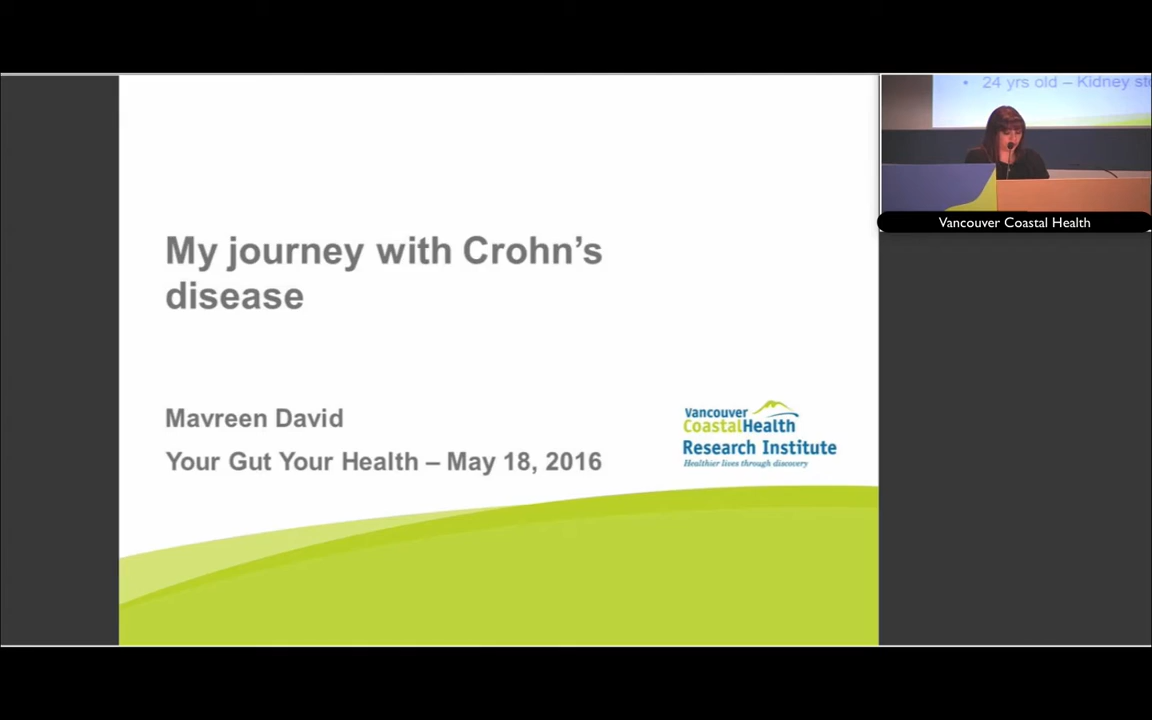 My journey with Crohn's
disease
Mavreen David
Your Gut Your Health – May 18, 2016
Vancouver
CoastalHealth
Research Institute
Healthier lives through discovery
• 24 yrs old – Kidney
Vancouver Coastal Health